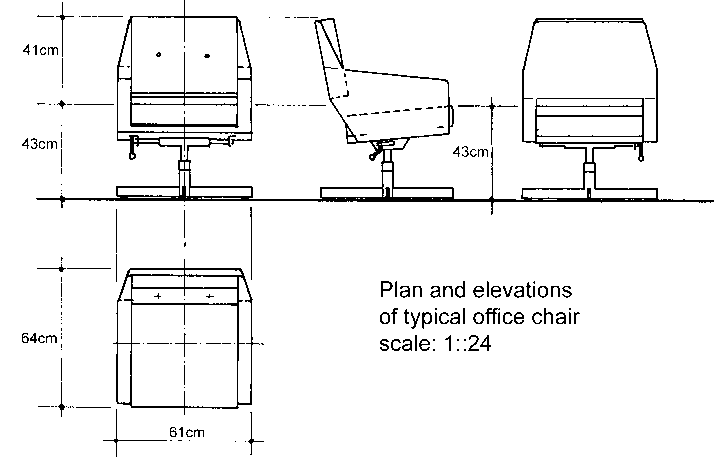 41cm
43cm
43cm
64cm
61cm
Plan and elevations
of typical office chair
scale: 1::24